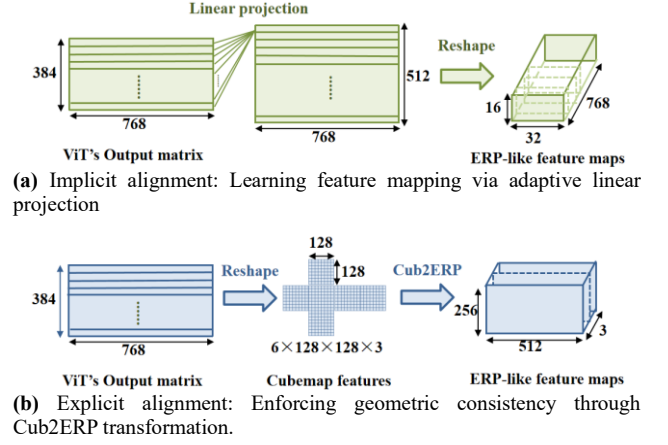 Linear projection
384
768
ViT's Output matrix
512
768
Reshape
16
32
768
ERP-like feature maps
(a) Implicit alignment: Learning feature mapping via adaptive linear
projection
384
768
ViT's Output matrix
Reshape
128
128
6×128×128×3
Cubemap features
Cub2ERP
256
512
3
ERP-like feature maps
(b) Explicit alignment: Enforcing geometric consistency through
Cub2ERP transformation.